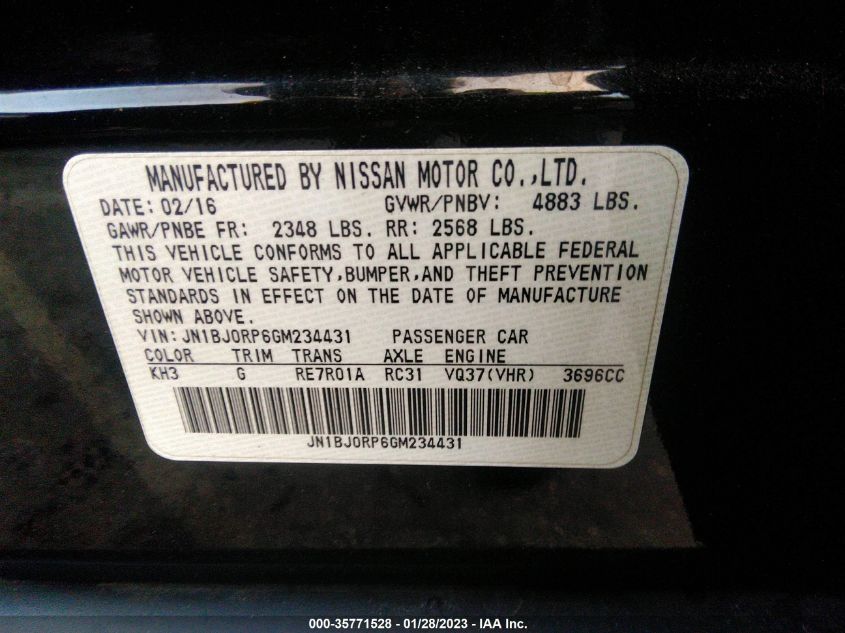 MANUFACTURED BY NISSAN MOTOR CO.,LTD.
DATE: 02/16 GVWR/PNBV: 4883 LBS.
GAWR/PNBE FR: 2348 LBS. RR: 2568 LBS.
THIS VEHICLE CONFORMS TO ALL APPLICABLE FEDERAL
MOTOR VEHICLE SAFETY,BUMPER,AND THEFT PREVENTION
STANDARDS IN EFFECT ON THE DATE OF MANUFACTURE
SHOWN ABOVE.
VIN: JN1BJ0RP6GM234431 PASSENGER CAR
COLOR TRIM TRANS AXLE ENGINE
KH3 G RE7R01A RC31 VQ37(VHR) 3696CC
JN1BJ0RP6GM234431
000-35771528 - 01/28/2023 - IAA Inc.